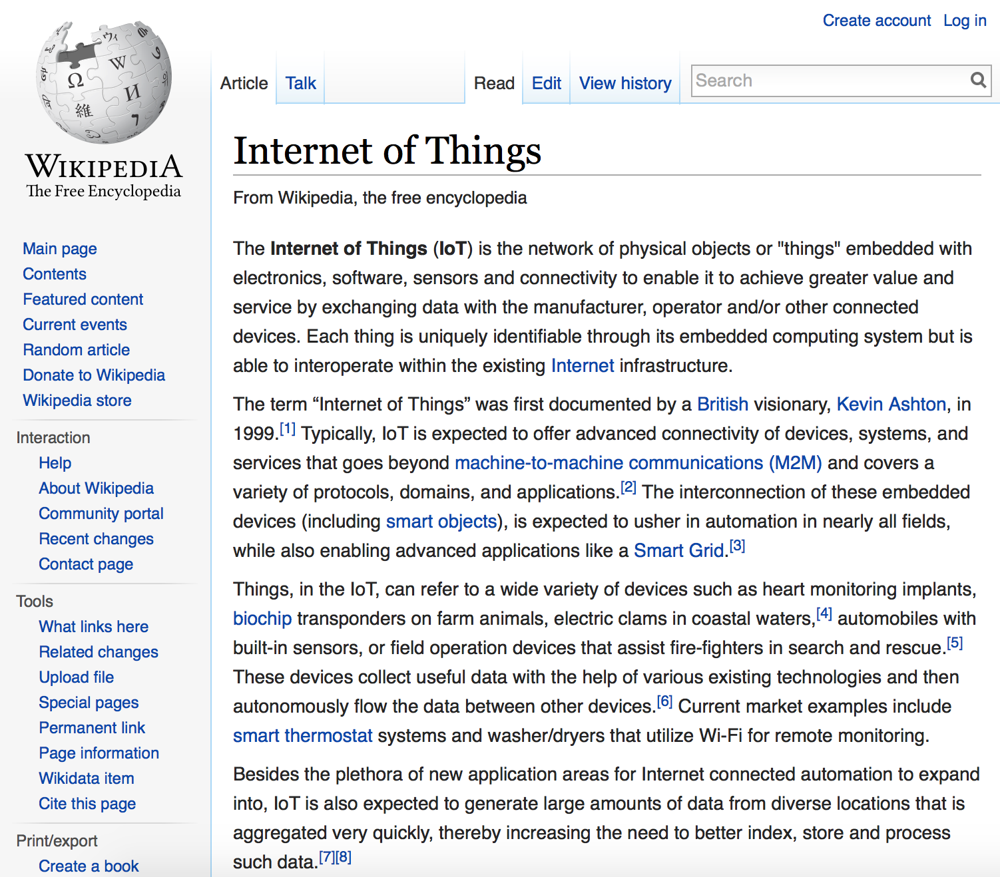 Create account Log in
Article Talk Read Edit View history Search
WIKIPEDIA
The Free Encyclopedia
Main page
Contents
Featured content
Current events
Random article
Donate to Wikipedia
Wikipedia store
Interaction
Help
About Wikipedia
Community portal
Recent changes
Contact page
Tools
What links here
Related changes
Upload file
Special pages
Permanent link
Page information
Wikidata item
Cite this page
Print/export
Create a book
Internet of Things
From Wikipedia, the free encyclopedia
The Internet of Things (IoT) is the network of physical objects or "things" embedded with
electronics, software, sensors and connectivity to enable it to achieve greater value and
service by exchanging data with the manufacturer, operator and/or other connected
devices. Each thing is uniquely identifiable through its embedded computing system but is
able to interoperate within the existing Internet infrastructure.
The term “Internet of Things” was first documented by a British visionary, Kevin Ashton, in
1999.[1] Typically, IoT is expected to offer advanced connectivity of devices, systems, and
services that goes beyond machine-to-machine communications (M2M) and covers a
variety of protocols, domains, and applications.[2] The interconnection of these embedded
devices (including smart objects), is expected to usher in automation in nearly all fields,
while also enabling advanced applications like a Smart Grid.[3]
Things, in the IoT, can refer to a wide variety of devices such as heart monitoring implants,
biochip transponders on farm animals, electric clams in coastal waters,[4] automobiles with
built-in sensors, or field operation devices that assist fire-fighters in search and rescue.[5]
These devices collect useful data with the help of various existing technologies and then
autonomously flow the data between other devices.[6] Current market examples include
smart thermostat systems and washer/dryers that utilize Wi-Fi for remote monitoring.
Besides the plethora of new application areas for Internet connected automation to expand
into, IoT is also expected to generate large amounts of data from diverse locations that is
aggregated very quickly, thereby increasing the need to better index, store and process
such data.[7][8]